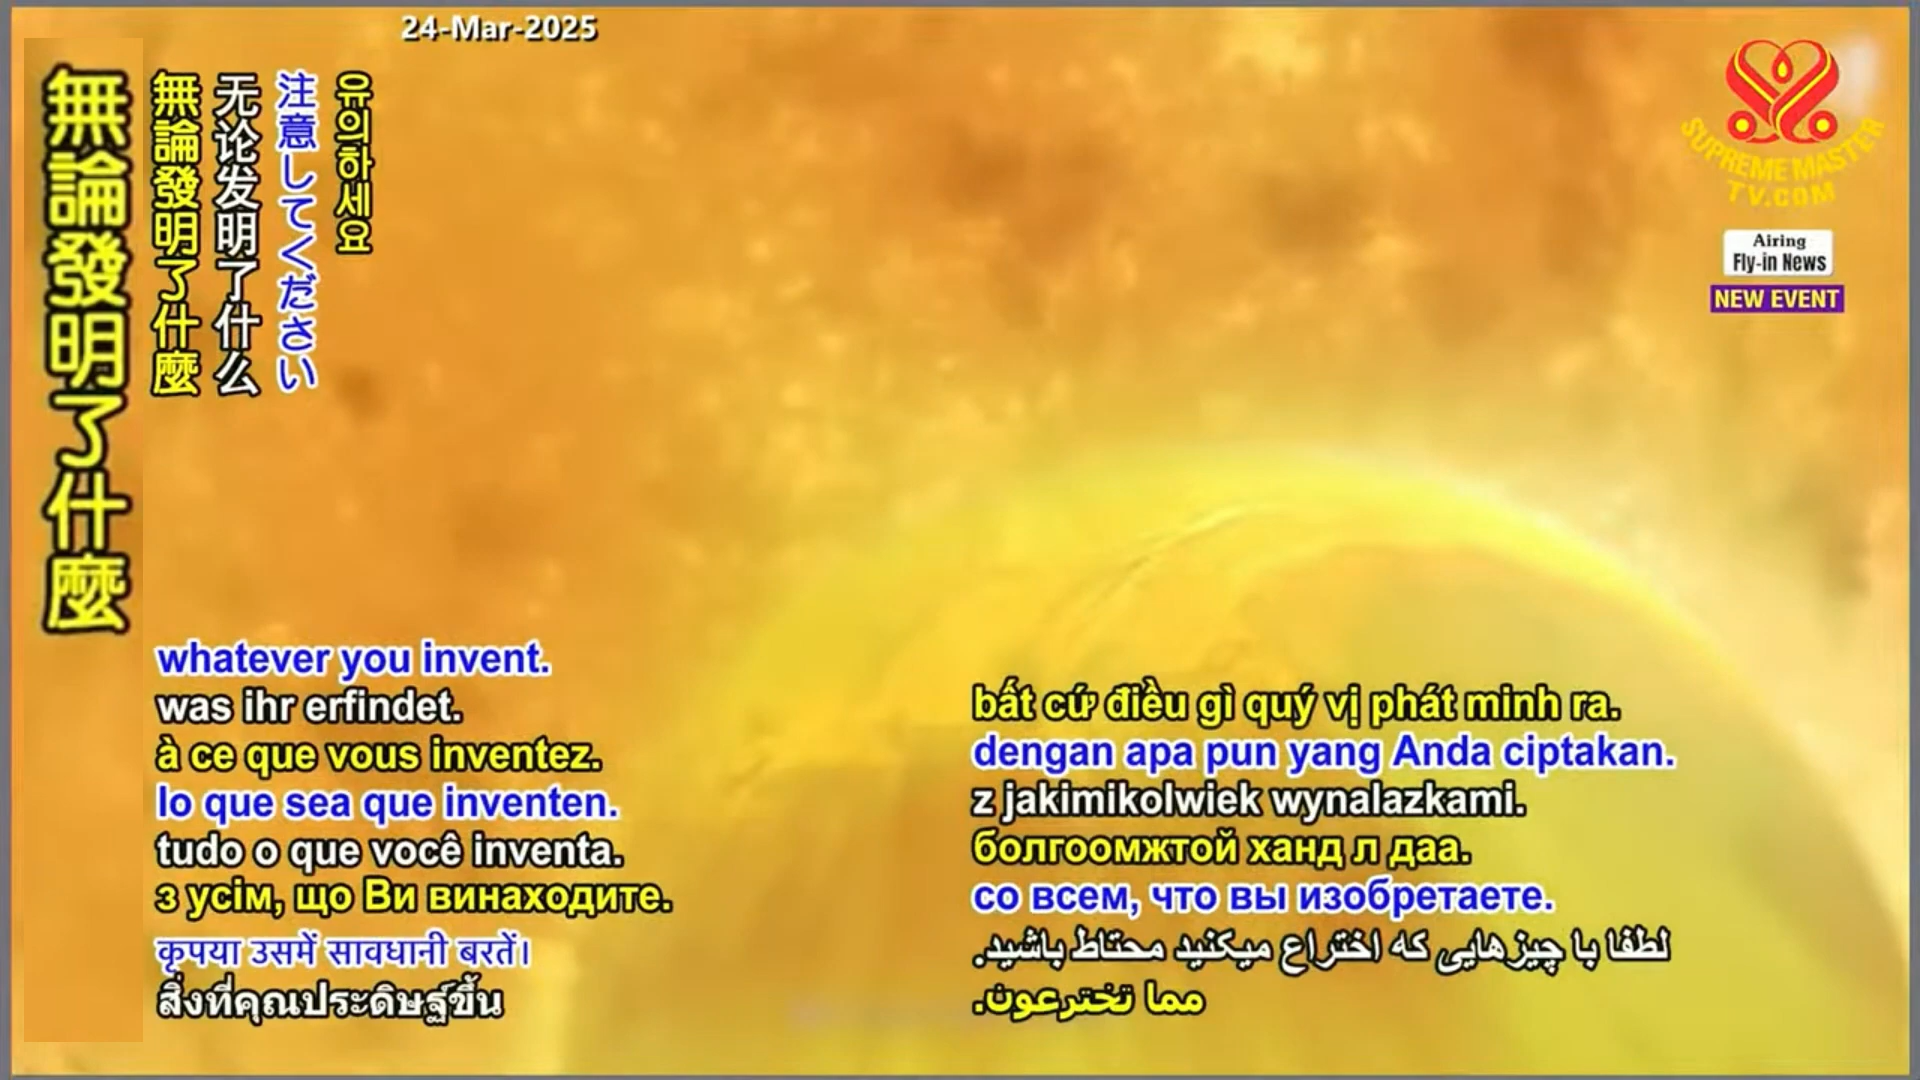 24-Mar-2025
無論發明了什麼
無論發明了什麼
无论发明了什么
注意してください
유의하세요
SUPREME MASTER
TV.COM
Airing
Fly-in News
NEW EVENT
whatever you invent.
was ihr erfindet.
à ce que vous inventez.
lo que sea que inventen.
tudo o que você inventa.
з усім, що Ви винаходите.
कृपया उसमें सावधानी बरतें।
สิ่งที่คุณประดิษฐ์ขึ้น
bất cứ điều gì quý vị phát minh ra.
dengan apa pun yang Anda ciptakan.
z jakimikolwiek wynalazkami.
болгоомжтой ханд л даа.
со всем, что вы изобретаете.
لطفا با چیزهایی که اختراع میکنید محتاط باشید.
مما تخترعون.